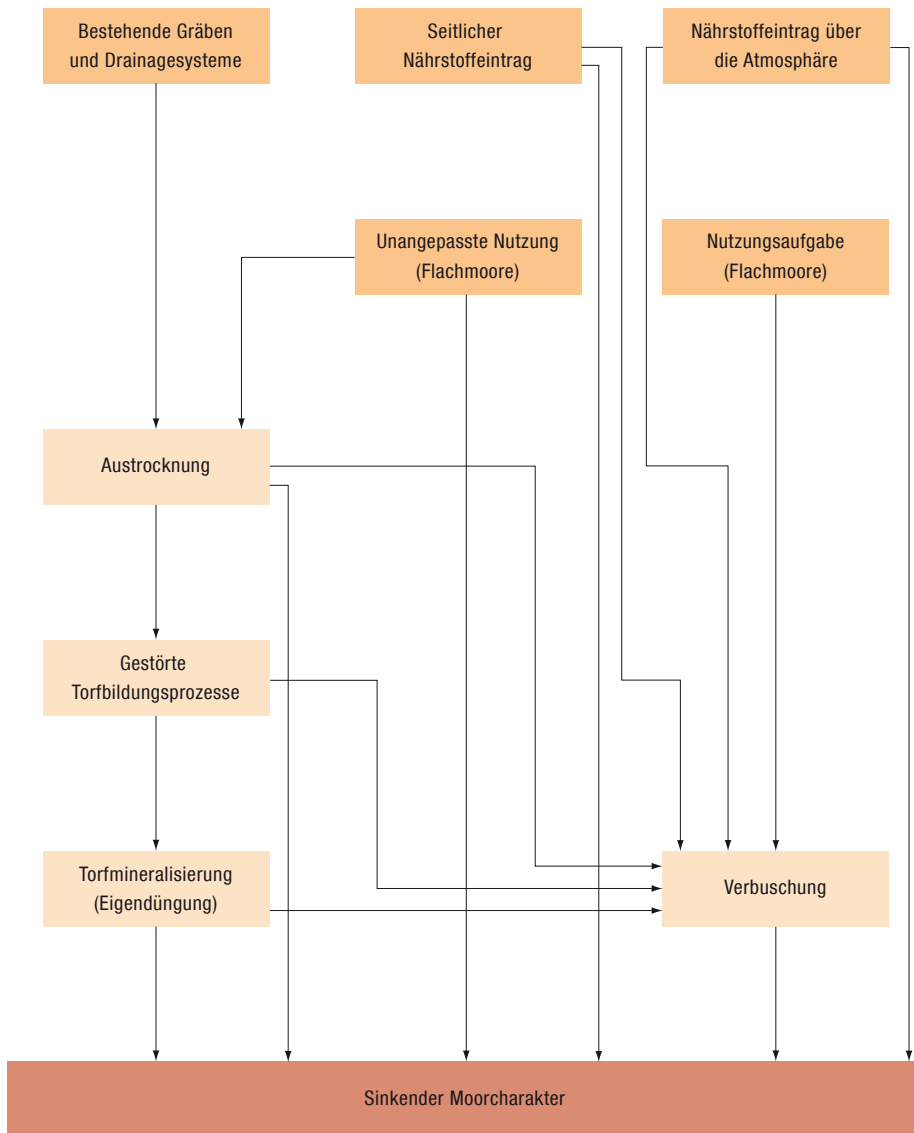 Bestehende Gräben
und Drainagesysteme
Seitlicher
Nährstoffeintrag
Nährstoffeintrag über
die Atmosphäre
Unangepasste Nutzung
(Flachmoore)
Nutzungsaufgabe
(Flachmoore)
Austrocknung
Gestörte
Torfbildungsprozesse
Torfmineralisierung
(Eigendüngung)
Verbuschung
Sinkender Moorcharakter